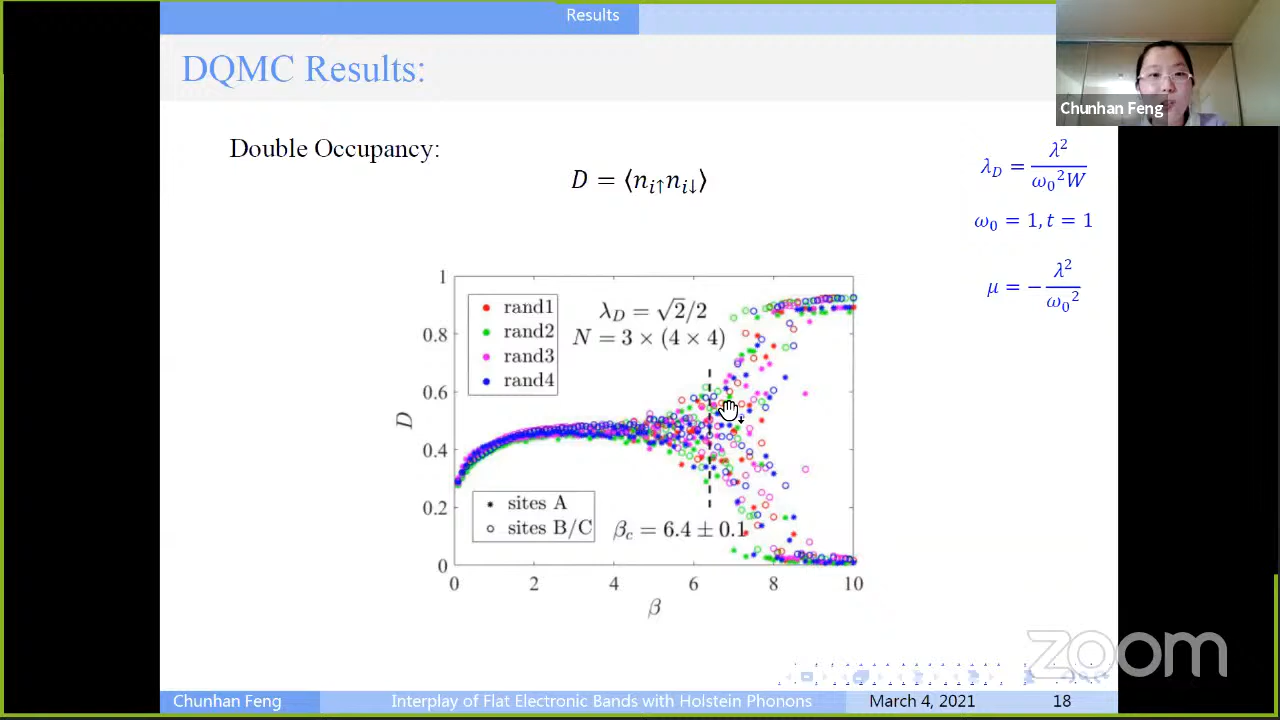 Results
DQMC Results:
Chunhan Feng
Double Occupancy:
D = ⟨n_{i↑}n_{i↓}⟩
λ_D = λ² / ω₀²W
ω₀ = 1, t = 1
μ = − λ² / ω₀²
1
0.8
0.6
0.4
0.2
0
D
rand1
rand2
rand3
rand4
λ_D = √2/2
N = 3 × (4 × 4)
sites A
sites B/C
β_c = 6.4 ± 0.1
0 2 4 6 8 10
β
zoom
Chunhan Feng
Interplay of Flat Electronic Bands with Holstein Phonons
March 4, 2021
18